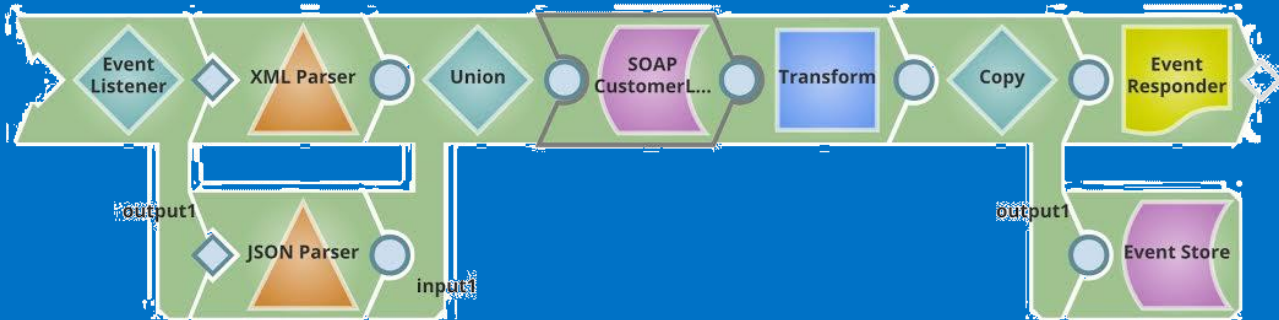 Event
Listener
XML Parser
Union
SOAP
CustomerL...
Transform
Copy
Event
Responder
output1
JSON Parser
input1
output1
Event Store